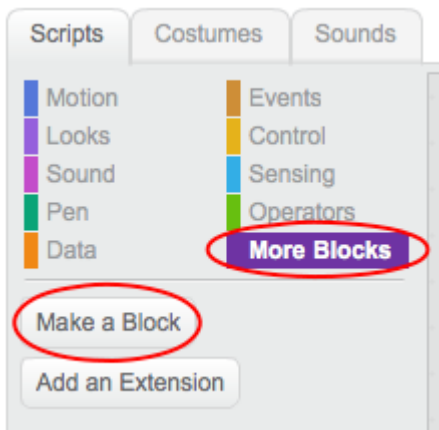 Scripts Costumes Sounds
Motion Events
Looks Control
Sound Sensing
Pen Operators
Data More Blocks
Make a Block
Add an Extension